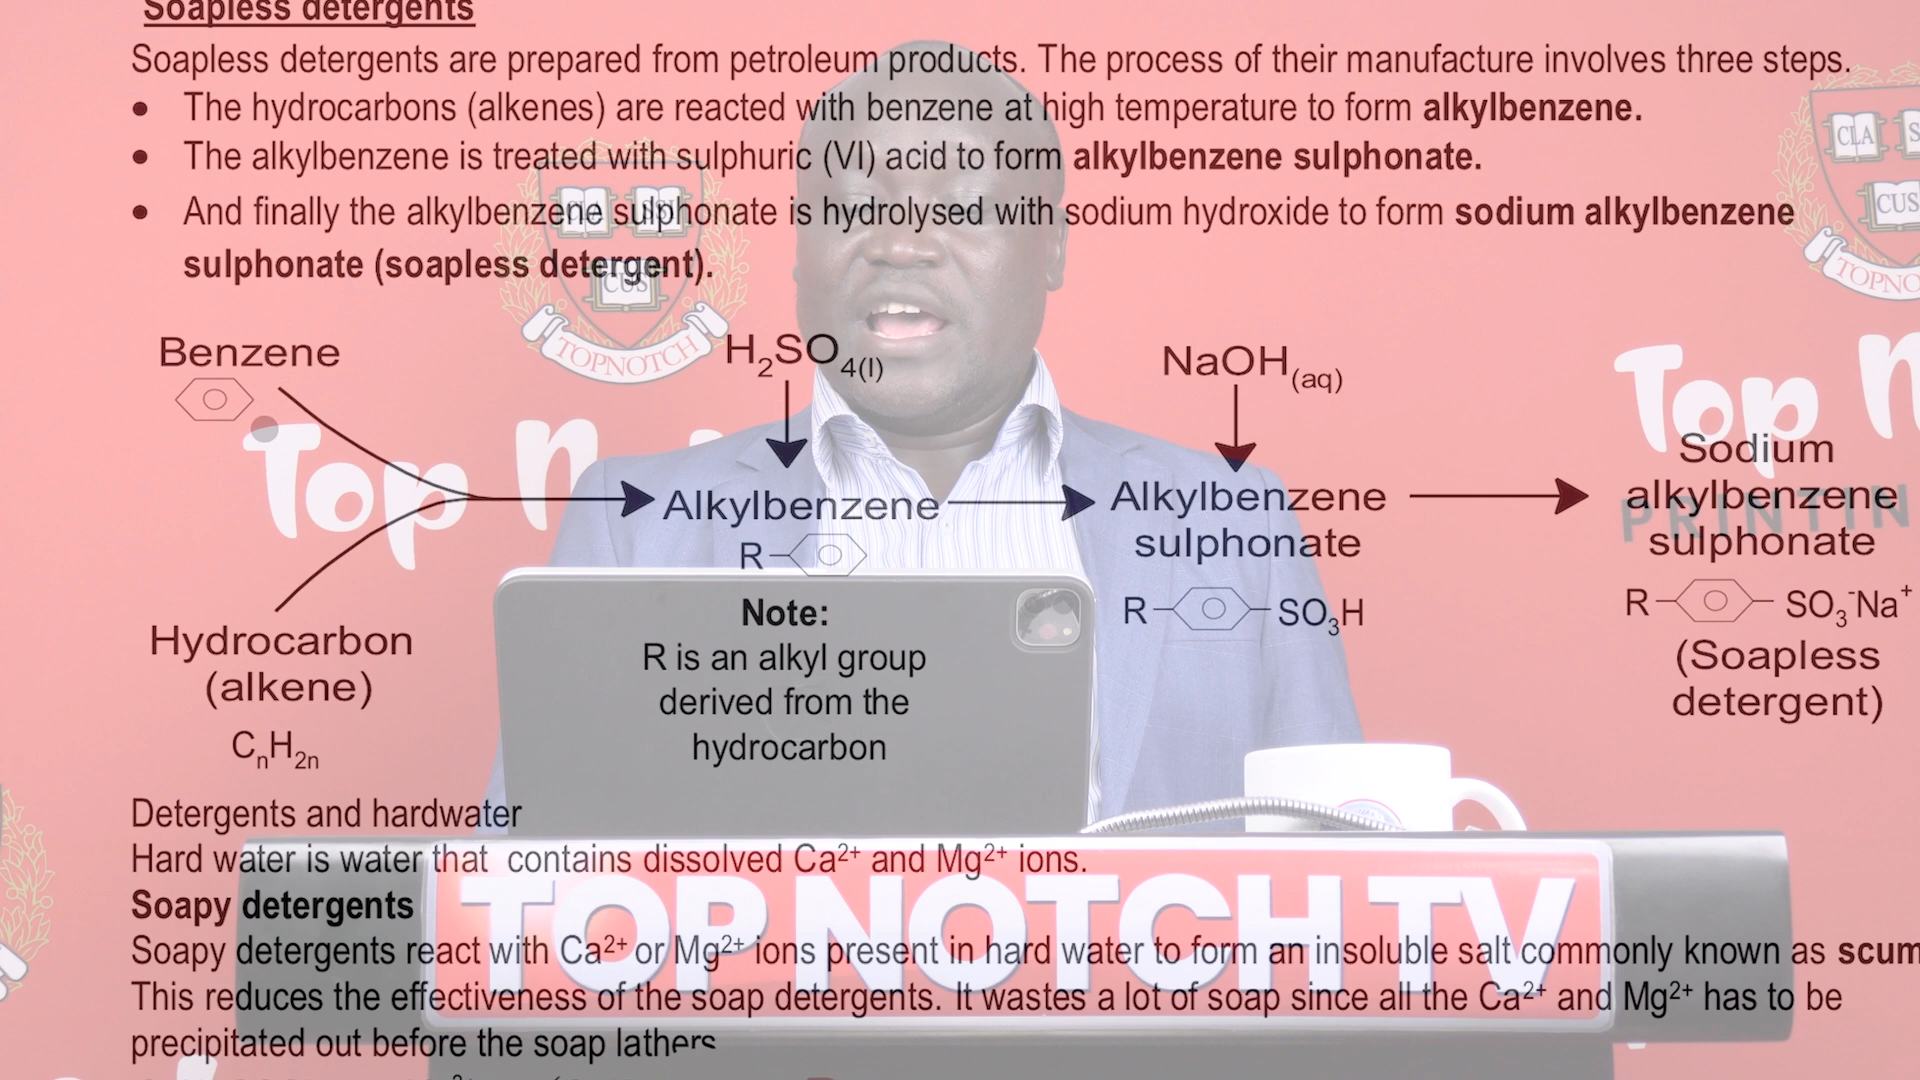 Soapless detergents
Soapless detergents are prepared from petroleum products. The process of their manufacture involves three steps.
• The hydrocarbons (alkenes) are reacted with benzene at high temperature to form alkylbenzene.
• The alkylbenzene is treated with sulphuric (VI) acid to form alkylbenzene sulphonate.
• And finally the alkylbenzene sulphonate is hydrolysed with sodium hydroxide to form sodium alkylbenzene
sulphonate (soapless detergent).
Benzene
H₂SO₄(l)
NaOH(aq)
Alkylbenzene
R
Alkylbenzene
sulphonate
R SO₃H
Sodium
alkylbenzene
sulphonate
R SO₃⁻Na⁺
(Soapless
detergent)
Hydrocarbon
(alkene)
CₙH₂ₙ
Note:
R is an alkyl group
derived from the
hydrocarbon
Detergents and hardwater
Hard water is water that contains dissolved Ca²⁺ and Mg²⁺ ions.
Soapy detergents
Soapy detergents react with Ca²⁺ or Mg²⁺ ions present in hard water to form an insoluble salt commonly known as scum
This reduces the effectiveness of the soap detergents. It wastes a lot of soap since all the Ca²⁺ and Mg²⁺ has to be
precipitated out before the soap lathers
CUS
TOPNOTCH
CLA
CUS
TOPNO
Top N
Top N
PRINTIN
TOP NOTCH TV